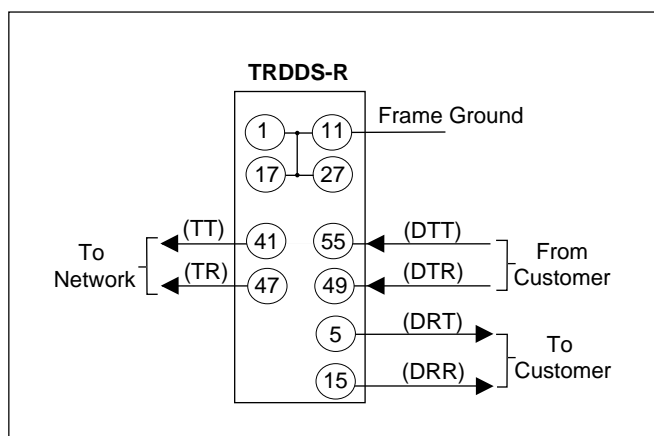 TRDDS-R
1 11 Frame Ground
17 27
To
Network
(TT) 41 55 (DTT)
(TR) 47 49 (DTR)
From
Customer
5 (DRT)
15 (DRR)
To
Customer